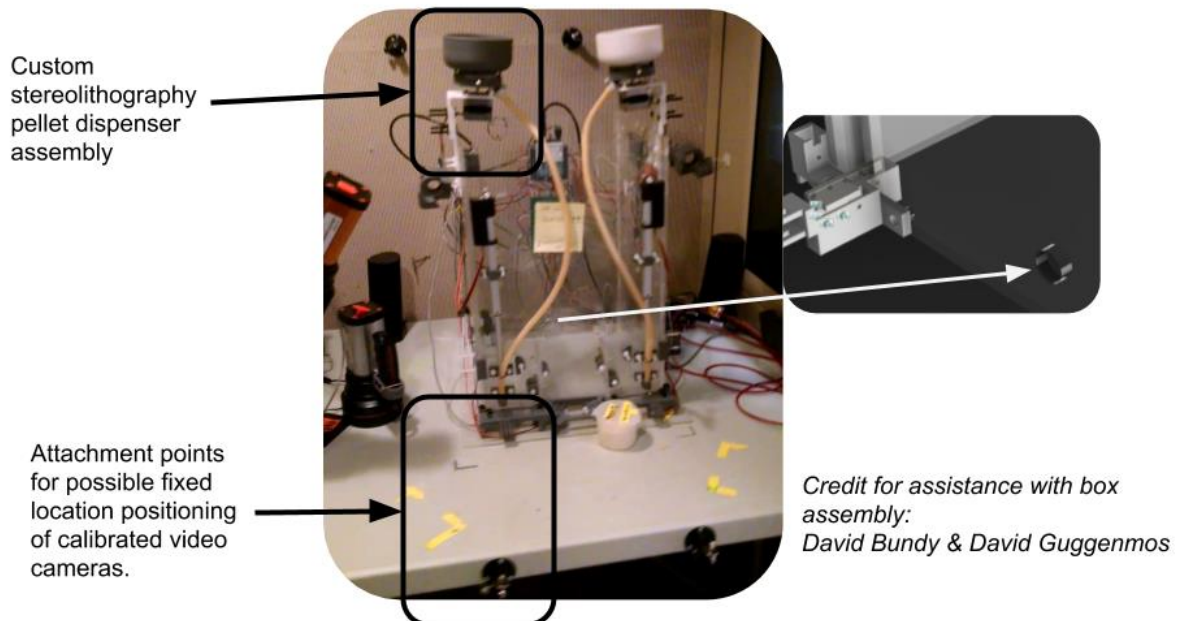 Custom
stereolithography
pellet dispenser
assembly
Attachment points
for possible fixed
location positioning
of calibrated video
cameras.
Credit for assistance with box
assembly:
David Bundy & David Guggenmos